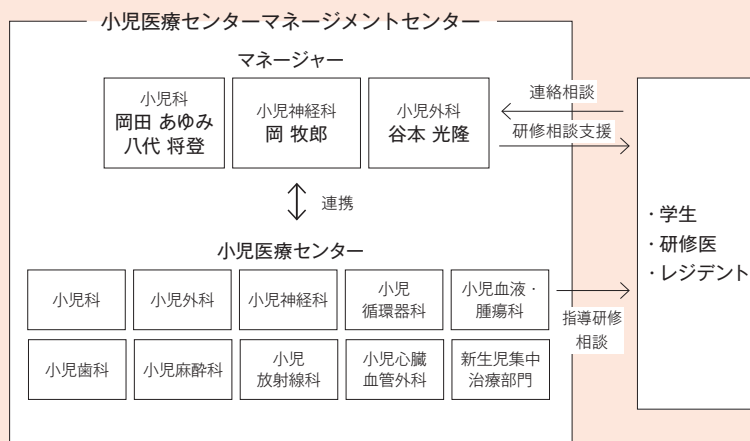 小児医療センターマネージメントセンター
マネージャー
小児科
岡田 あゆみ
八代 将登
小児神経科
岡 牧郎
小児外科
谷本 光隆
連絡相談
研修相談支援
連携
小児医療センター
小児科
小児外科
小児神経科
小児
循環器科
小児血液・
腫瘍科
小児歯科
小児麻酔科
小児
放射線科
小児心臓
血管外科
新生児集中
治療部門
指導研修
相談
・学生
・研修医
・レジデント